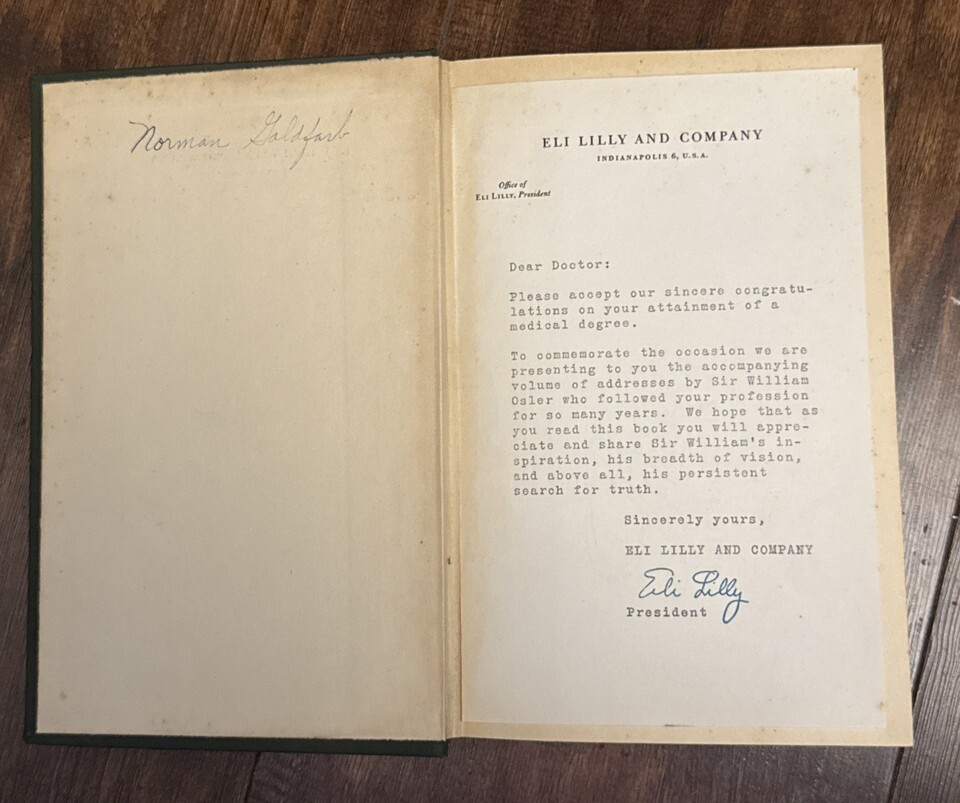 Norman Goldfarb
ELI LILLY AND COMPANY
INDIANAPOLIS 6, U.S.A.
Office of
ELI LILLY, President
Dear Doctor:
Please accept our sincere congratu-
lations on your attainment of a
medical degree.
To commemorate the occasion we are
presenting to you the accompanying
volume of addresses by Sir William
Osler who followed your profession
for so many years.  We hope that as
you read this book you will appre-
ciate and share Sir William's in-
spiration, his breadth of vision,
and above all, his persistent
search for truth.
Sincerely yours,
ELI LILLY AND COMPANY
Eli Lilly
President